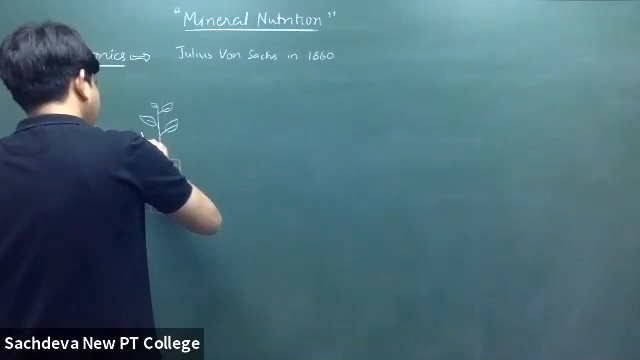 "Mineral Nutrition"
onics ⇒ Julius Von Sachs in 1860
Sachdeva New PT College